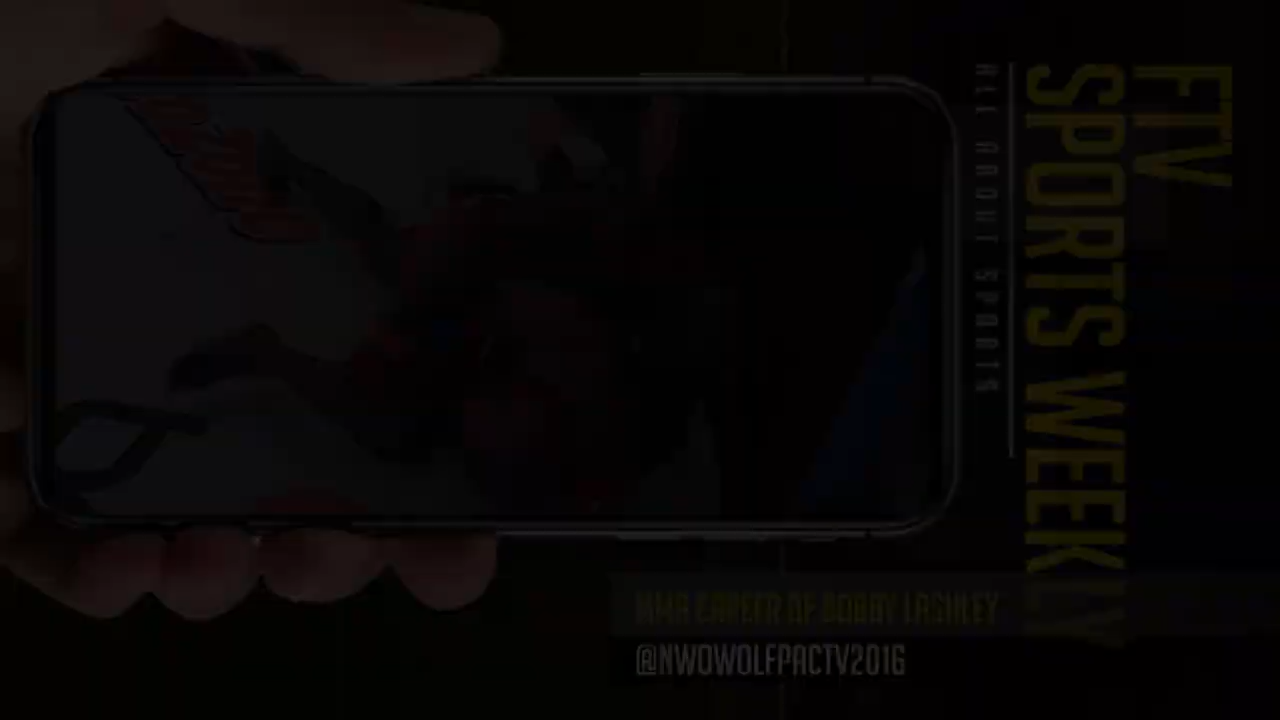 FTV
SPORTS WEEKLY
ALL ABOUT SPORTS
MMA CAREER OF BOBBY LASHLEY
@NWOWOLFPACTV2016